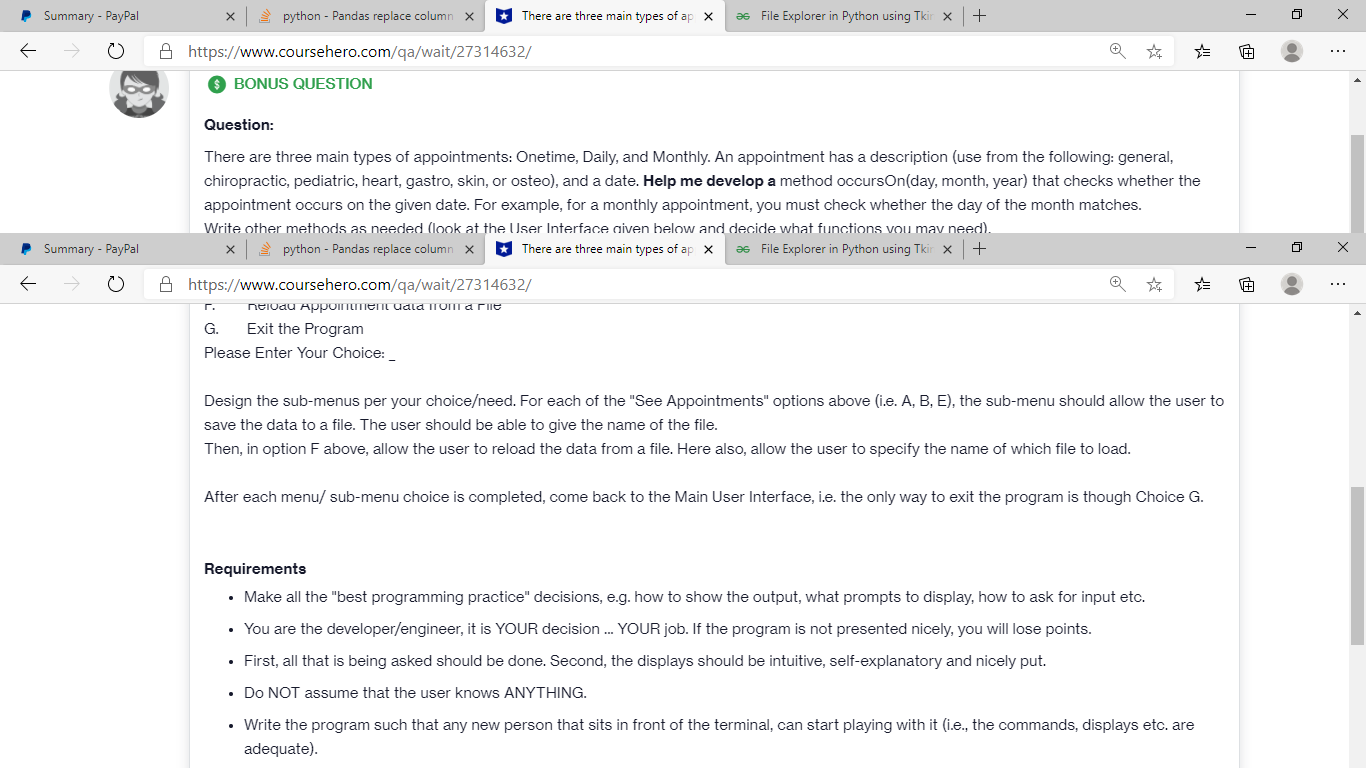 Summary - PayPal
python - Pandas replace column
There are three main types of ap
File Explorer in Python using Tkin
https://www.coursehero.com/qa/wait/27314632/
BONUS QUESTION
Question:
There are three main types of appointments: Onetime, Daily, and Monthly. An appointment has a description (use from the following: general,
chiropractic, pediatric, heart, gastro, skin, or osteo), and a date. Help me develop a method occursOn(day, month, year) that checks whether the
appointment occurs on the given date. For example, for a monthly appointment, you must check whether the day of the month matches.
Write other methods as needed (look at the User Interface given below and decide what functions you may need).
Summary - PayPal
python - Pandas replace column
There are three main types of ap
File Explorer in Python using Tkin
https://www.coursehero.com/qa/wait/27314632/
F. Reload Appointment data from a File
G. Exit the Program
Please Enter Your Choice: _
Design the sub-menus per your choice/need. For each of the "See Appointments" options above (i.e. A, B, E), the sub-menu should allow the user to
save the data to a file. The user should be able to give the name of the file.
Then, in option F above, allow the user to reload the data from a file. Here also, allow the user to specify the name of which file to load.
After each menu/ sub-menu choice is completed, come back to the Main User Interface, i.e. the only way to exit the program is though Choice G.
Requirements
• Make all the "best programming practice" decisions, e.g. how to show the output, what prompts to display, how to ask for input etc.
• You are the developer/engineer, it is YOUR decision ... YOUR job. If the program is not presented nicely, you will lose points.
• First, all that is being asked should be done. Second, the displays should be intuitive, self-explanatory and nicely put.
• Do NOT assume that the user knows ANYTHING.
• Write the program such that any new person that sits in front of the terminal, can start playing with it (i.e., the commands, displays etc. are
adequate).